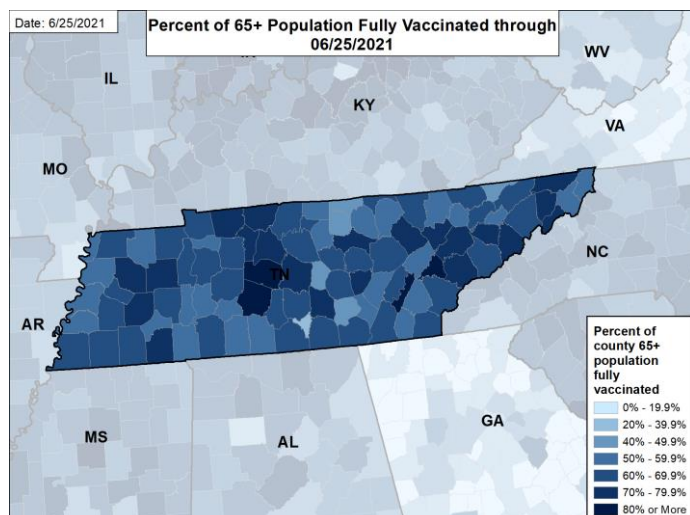 Date: 6/25/2021
Percent of 65+ Population Fully Vaccinated through
06/25/2021
WV
IL
KY
VA
MO
NC
TN
AR
MS
AL
GA
Percent of
county 65+
population
fully
vaccinated
0% - 19.9%
20% - 39.9%
40% - 49.9%
50% - 59.9%
60% - 69.9%
70% - 79.9%
80% or More